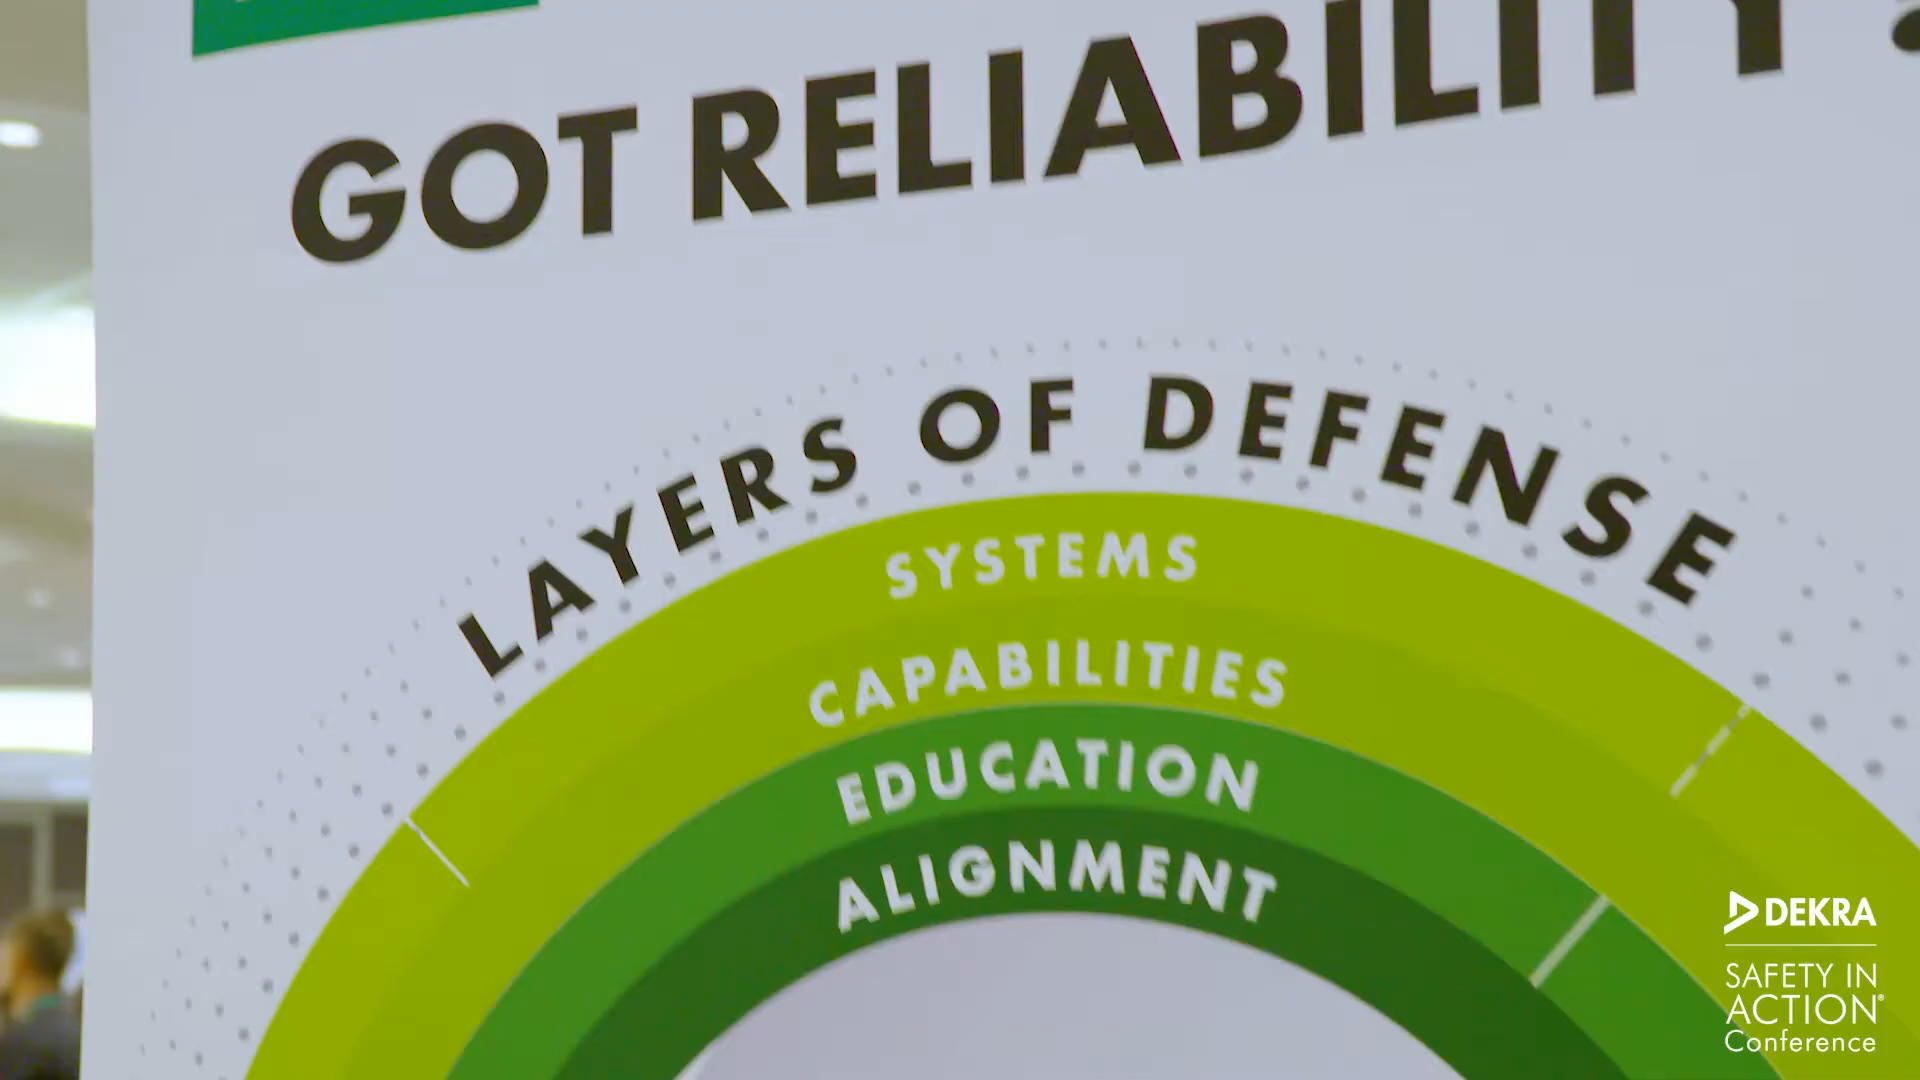 GOT RELIABILITY?
LAYERS OF DEFENSE
SYSTEMS
CAPABILITIES
EDUCATION
ALIGNMENT
DEKRA
SAFETY IN
ACTION®
Conference